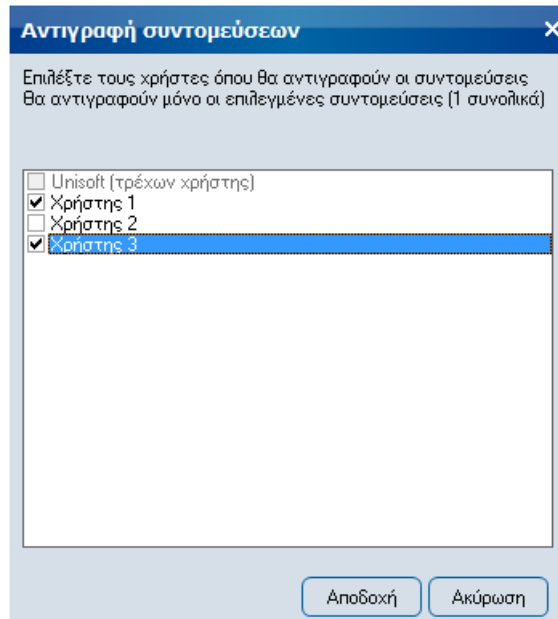 Αντιγραφή συντομεύσεων
Επιλέξτε τους χρήστες όπου θα αντιγραφούν οι συντομεύσεις
Θα αντιγραφούν μόνο οι επιλεγμένες συντομεύσεις (1 συνολικά)
Unisoft (τρέχων χρήστης)
Χρήστης 1
Χρήστης 2
Χρήστης 3
Αποδοχή Ακύρωση